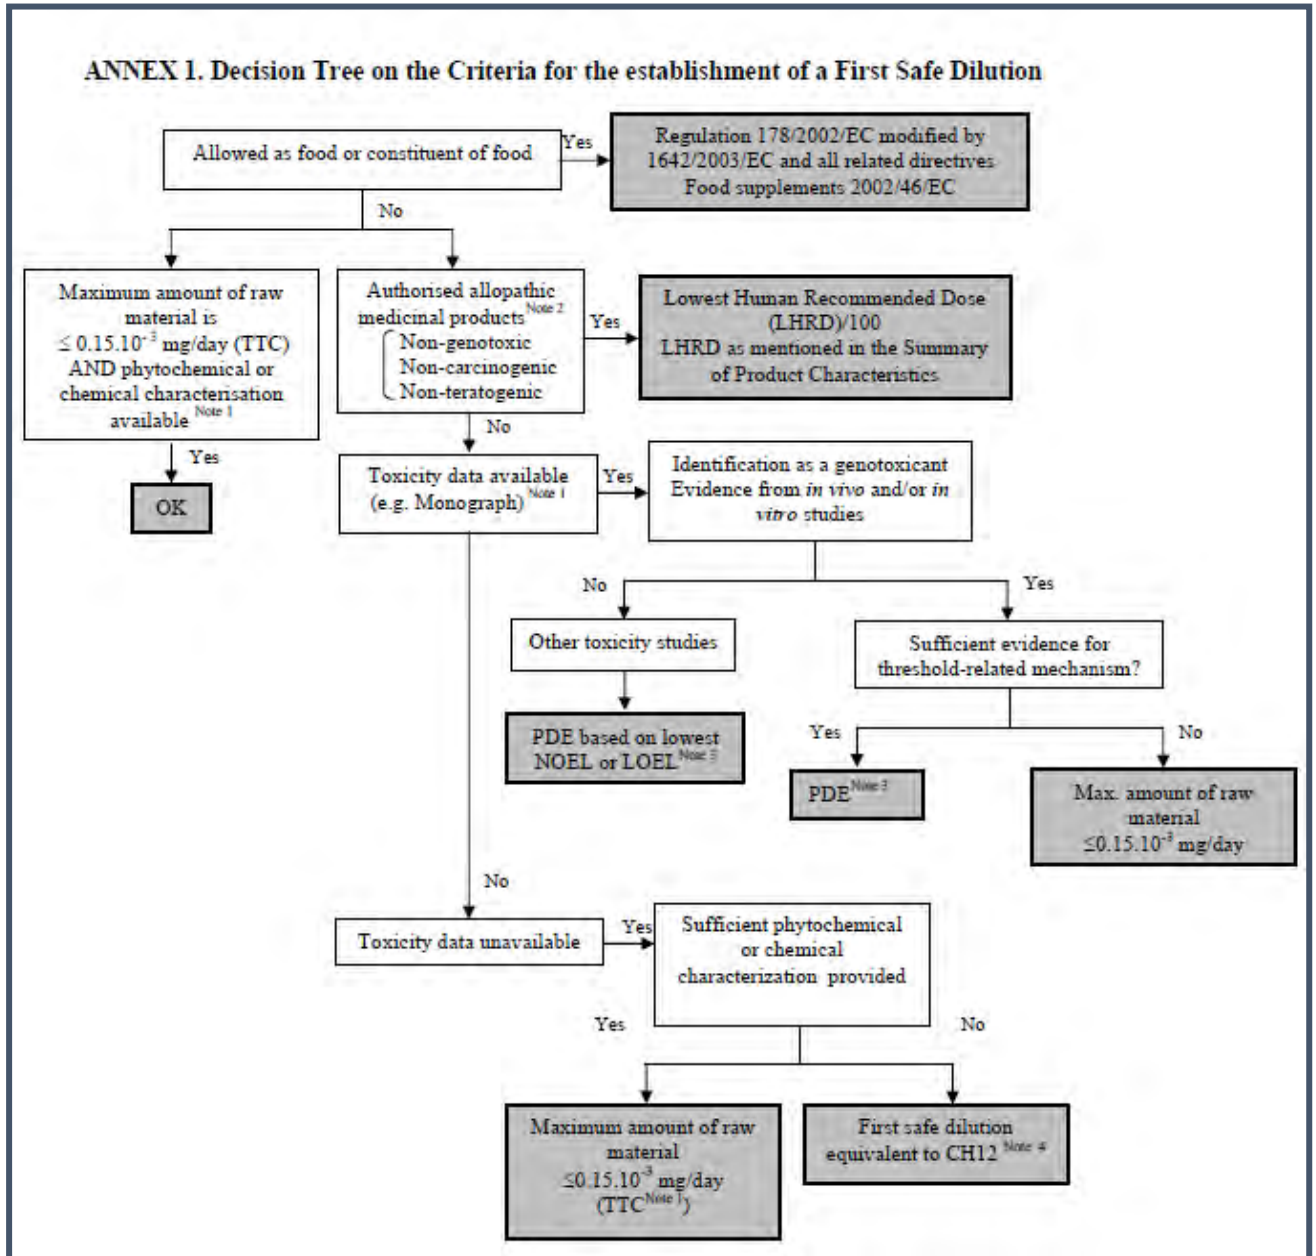 ANNEX 1. Decision Tree on the Criteria for the establishment of a First Safe Dilution
Allowed as food or constituent of food
Yes
Regulation 178/2002/EC modified by
1642/2003/EC and all related directives
Food supplements 2002/46/EC
No
Maximum amount of raw
material is
≤ 0.15.10⁻³ mg/day (TTC)
AND phytochemical or
chemical characterisation
available Note 1
Yes
OK
Authorised allopathic
medicinal products Note 2
Non-genotoxic
Non-carcinogenic
Non-teratogenic
Yes
Lowest Human Recommended Dose
(LHRD)/100
LHRD as mentioned in the Summary
of Product Characteristics
No
Toxicity data available
(e.g. Monograph) Note 1
Yes
Identification as a genotoxicant
Evidence from in vivo and/or in
vitro studies
No
Yes
Other toxicity studies
Sufficient evidence for
threshold-related mechanism?
PDE based on lowest
NOEL or LOEL Note 3
Yes
No
PDE Note 3
Max. amount of raw
material
≤0.15.10⁻³ mg/day
No
Toxicity data unavailable
Yes
Sufficient phytochemical
or chemical
characterization provided
Yes
No
Maximum amount of raw
material
≤0.15.10⁻³ mg/day
(TTC Note 1)
First safe dilution
equivalent to CH12 Note 4